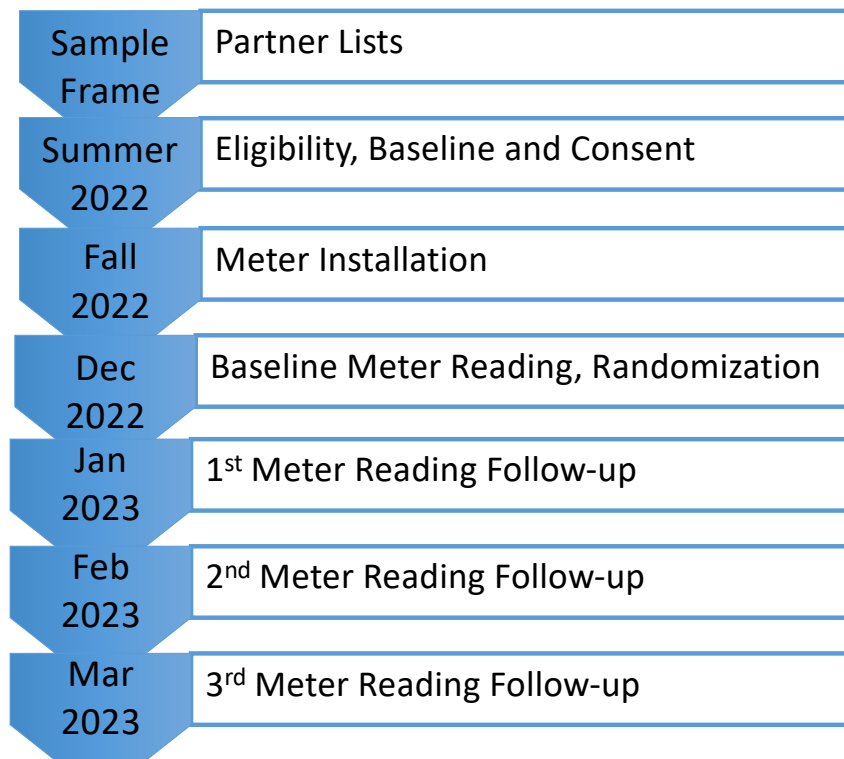 Sample
Frame
Partner Lists
Summer
2022
Eligibility, Baseline and Consent
Fall
2022
Meter Installation
Dec
2022
Baseline Meter Reading, Randomization
Jan
2023
1st Meter Reading Follow-up
Feb
2023
2nd Meter Reading Follow-up
Mar
2023
3rd Meter Reading Follow-up